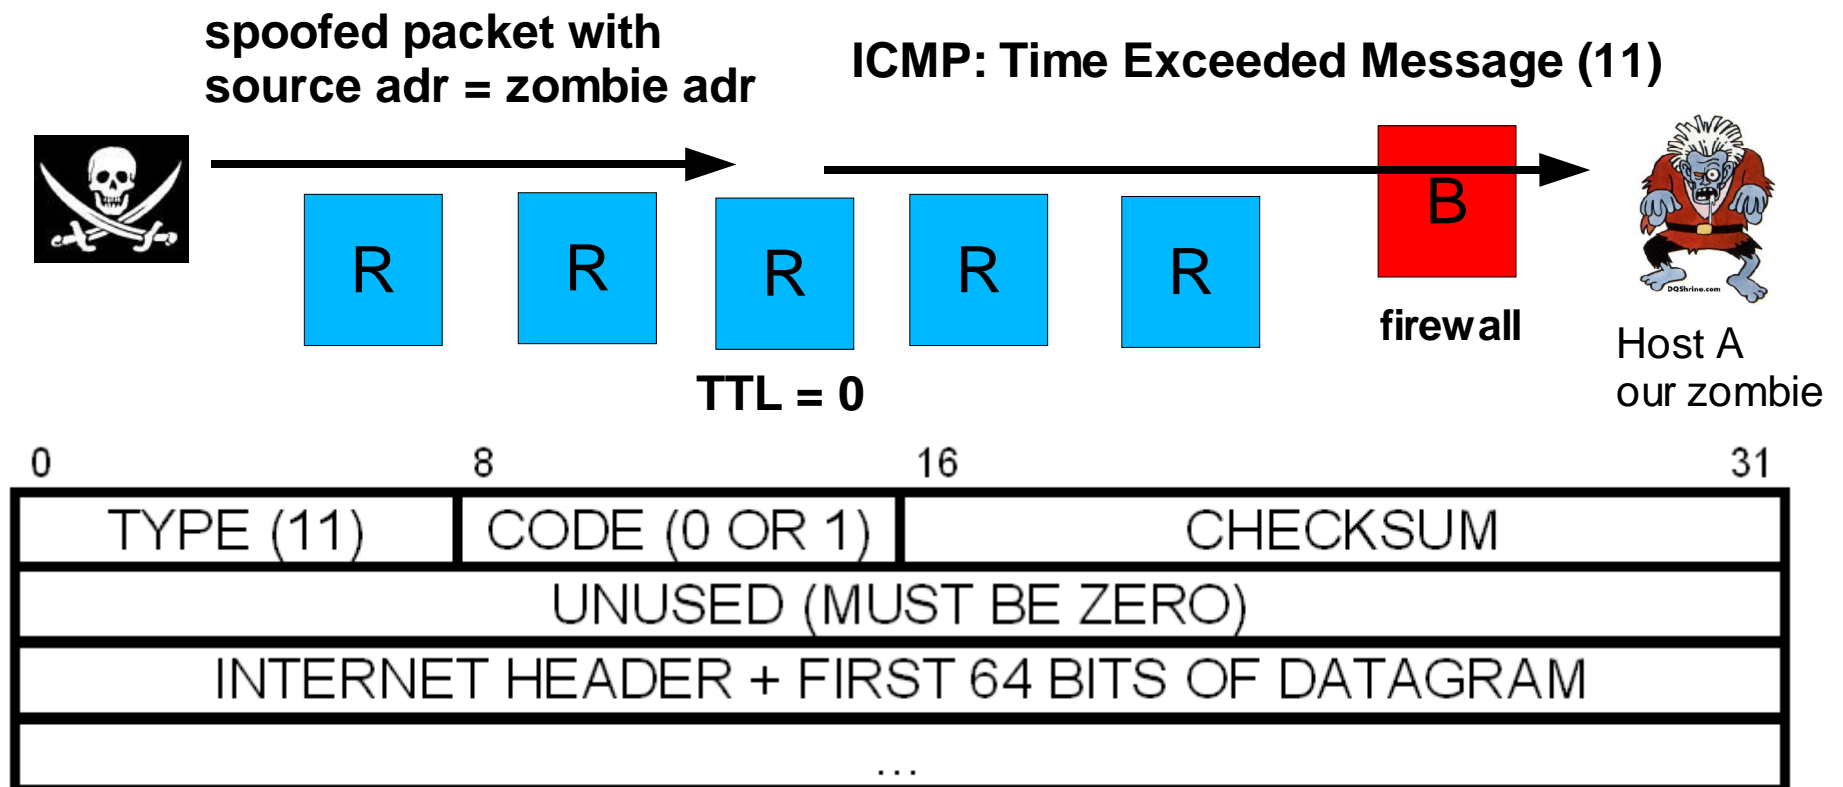 spoofed packet with
source adr = zombie adr
ICMP: Time Exceeded Message (11)
R
R
R
R
R
B
DQShrine.com
firewall
Host A
our zombie
TTL = 0
0 8 16 31
TYPE (11) CODE (0 OR 1) CHECKSUM
UNUSED (MUST BE ZERO)
INTERNET HEADER + FIRST 64 BITS OF DATAGRAM
...